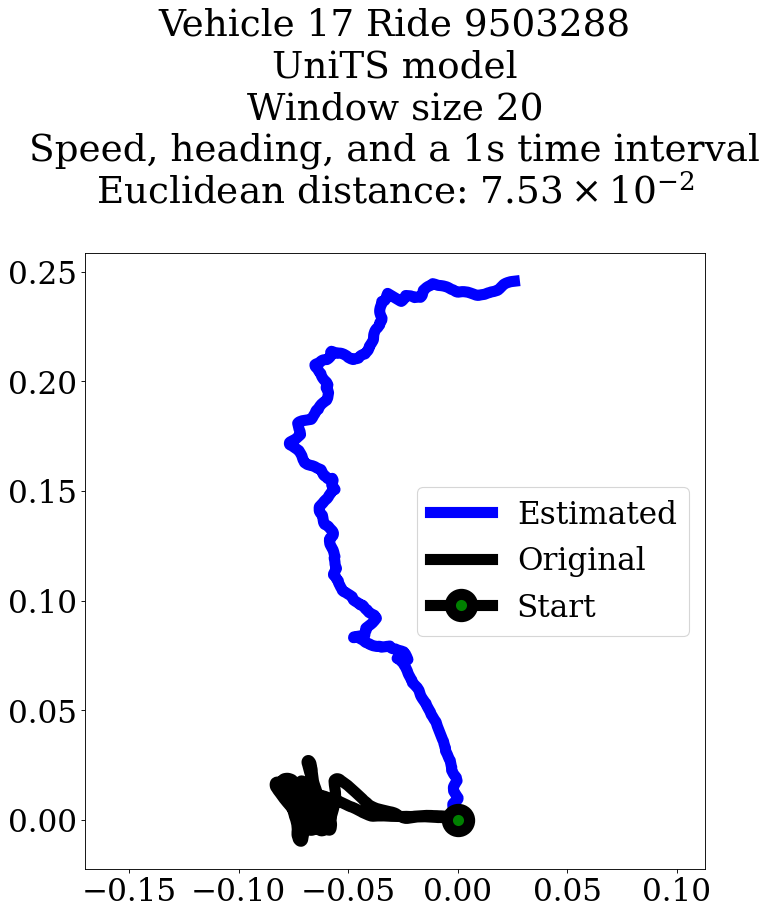 Vehicle 17 Ride 9503288
UniTS model
Window size 20
Speed, heading, and a 1s time interval
Euclidean distance: 7.53 × 10⁻²
0.25
0.20
0.15
0.10
0.05
0.00
Estimated
Original
Start
−0.15 −0.10 −0.05 0.00 0.05 0.10